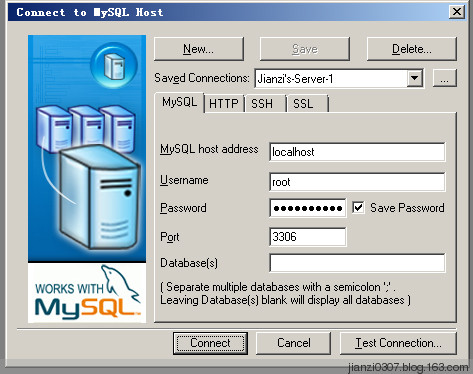 Connect to MySQL Host
New...
Save
Delete...
Saved Connections:
Jianzi's-Server-1
...
MySQL
HTTP
SSH
SSL
MySQL host address
localhost
Username
root
Password
●●●●●●●●●●
Save Password
Port
3306
Database(s)
( Separate multiple databases with a semicolon ';' .
Leaving Database(s) blank will display all databases )
WORKS WITH
MySQL
Connect
Cancel
Test Connection...
jianzi0307.blog.163.com